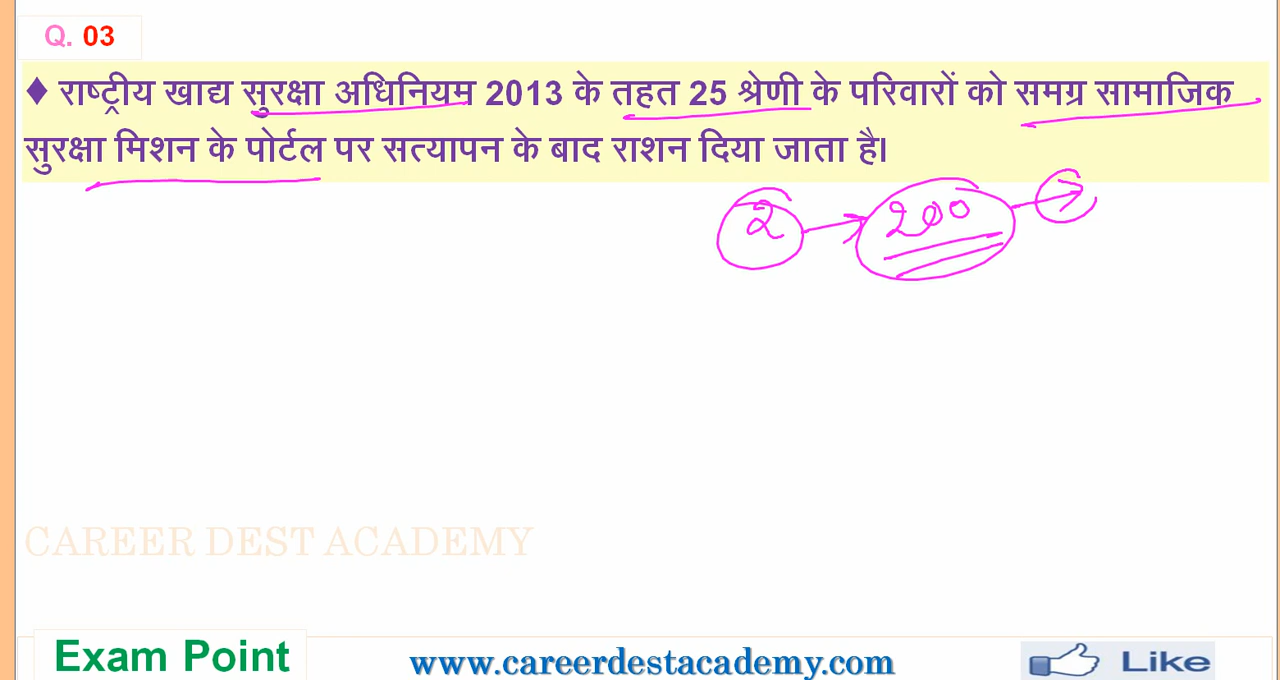 Q. 03
♦ राष्ट्रीय खाद्य सुरक्षा अधिनियम 2013 के तहत 25 श्रेणी के परिवारों को समग्र सामाजिक
सुरक्षा मिशन के पोर्टल पर सत्यापन के बाद राशन दिया जाता है।
2 → 200 →
CAREER DEST ACADEMY
Exam Point
www.careerdestacademy.com
Like